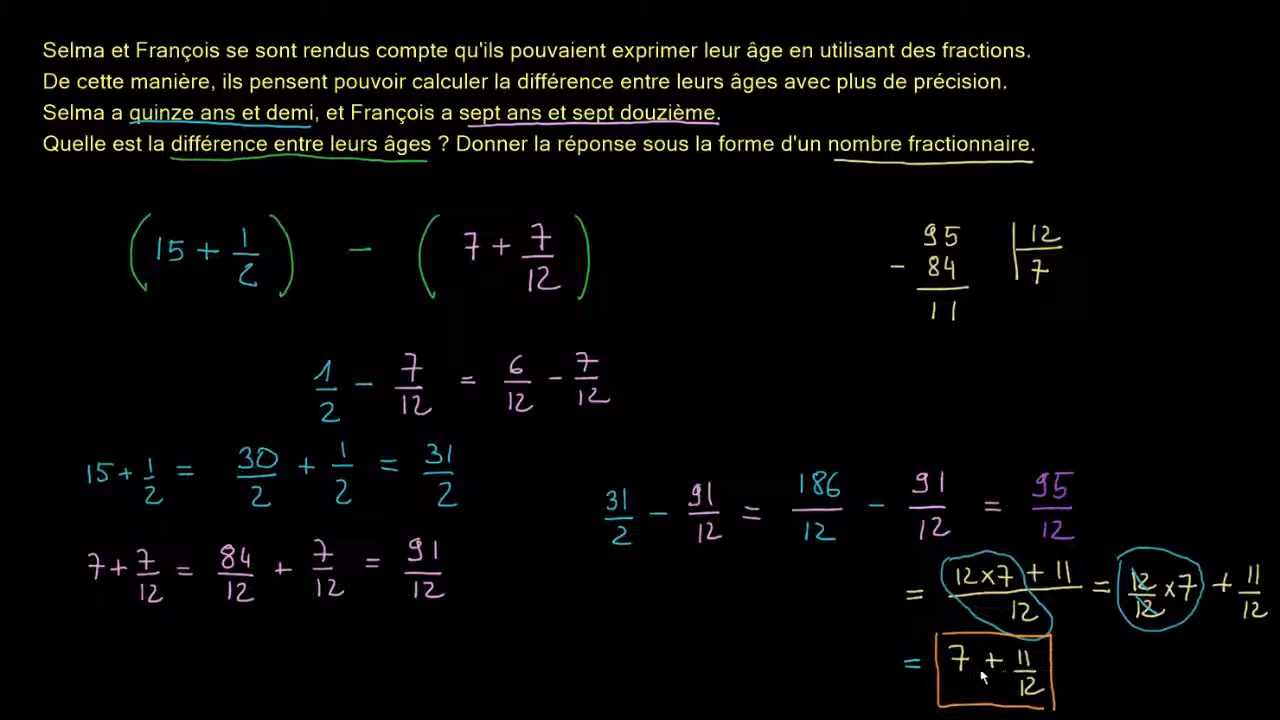 Selma et François se sont rendus compte qu'ils pouvaient exprimer leur âge en utilisant des fractions.
De cette manière, ils pensent pouvoir calculer la différence entre leurs âges avec plus de précision.
Selma a quinze ans et demi, et François a sept ans et sept douzième.
Quelle est la différence entre leurs âges ? Donner la réponse sous la forme d'un nombre fractionnaire.
(15 + 1/2) - (7 + 7/12)
95 | 12
- 84 | 7
11
1/2 - 7/12 = 6/12 - 7/12
15 + 1/2 = 30/2 + 1/2 = 31/2
31/2 - 91/12 = 186/12 - 91/12 = 95/12
7 + 7/12 = 84/12 + 7/12 = 91/12
= (12 x 7 + 11)/12 = 12/12 x 7 + 11/12
= 7 + 11/12